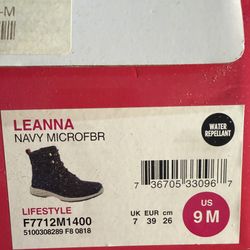 -M
LEANNA
NAVY MICROFBR
WATER
REPELLANT
7 36705 33096 7
LIFESTYLE
F7712M1400
5100308289 F8 0818
UK EUR cm
7 39 26
US
9 M